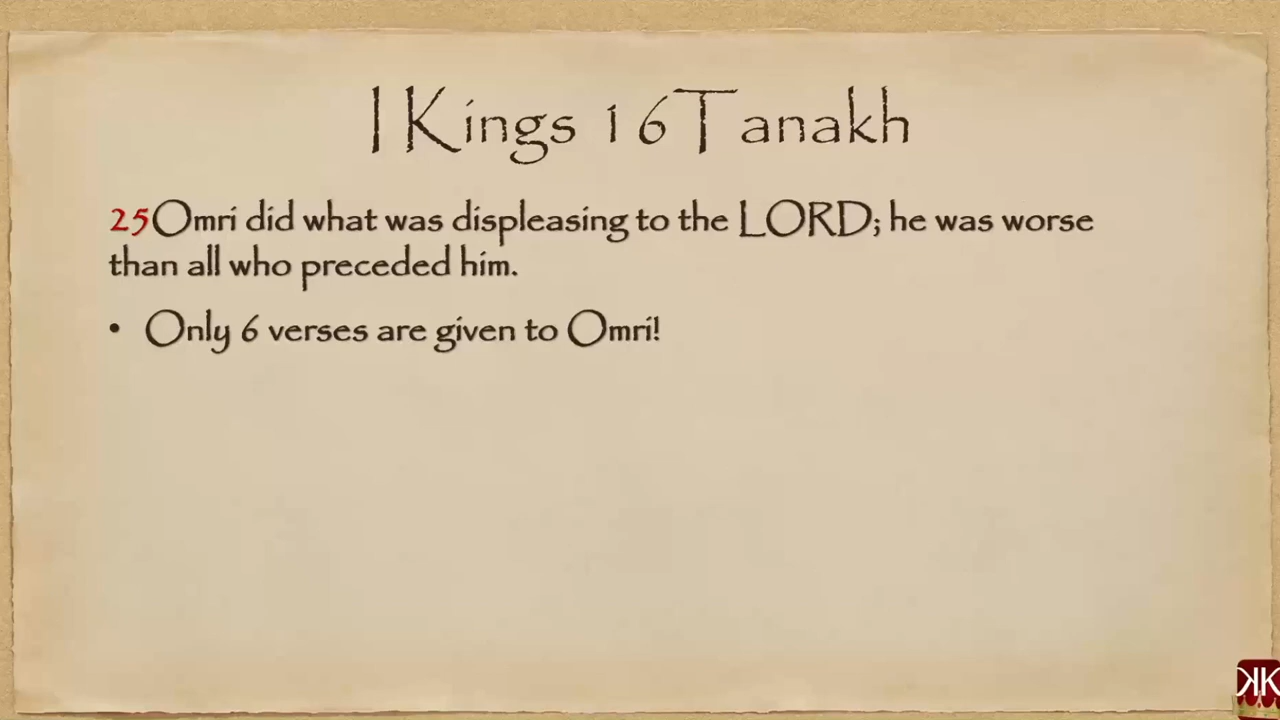 I Kings 16 Tanakh
25Omri did what was displeasing to the LORD; he was worse
than all who preceded him.
• Only 6 verses are given to Omri!
KK